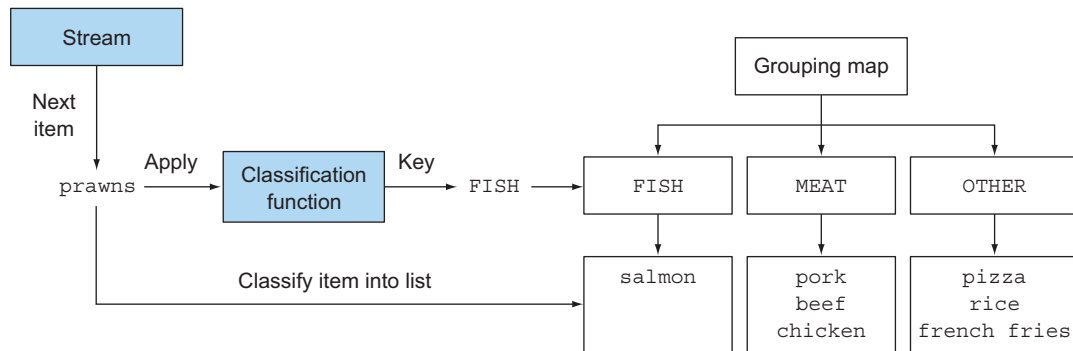 Stream
Grouping map
Next
item
Apply
Key
prawns
Classification
function
FISH
FISH
MEAT
OTHER
Classify item into list
salmon
pork
beef
chicken
pizza
rice
french fries